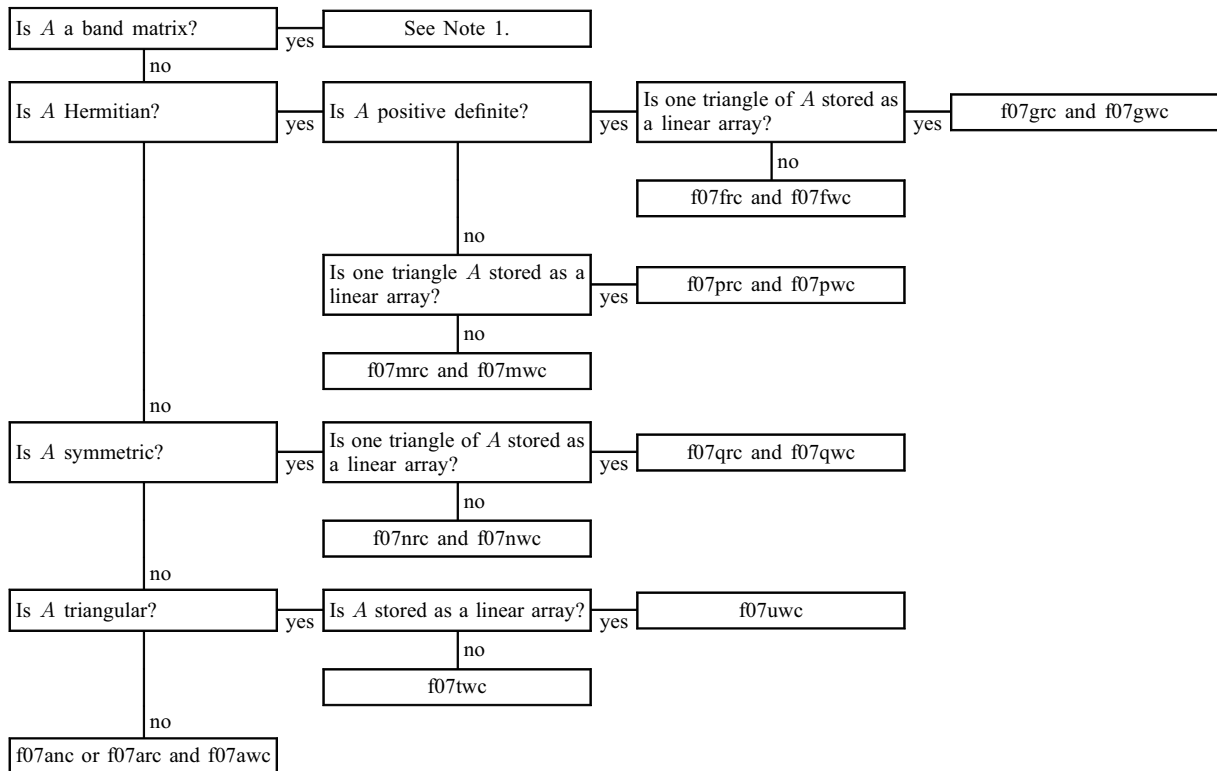 Is A a band matrix?
yes
See Note 1.
no
Is A Hermitian?
yes
Is A positive definite?
yes
Is one triangle of A stored as
a linear array?
yes
f07grc and f07gwc
no
f07frc and f07fwc
no
Is one triangle A stored as a
linear array?
yes
f07prc and f07pwc
no
f07mrc and f07mwc
no
Is A symmetric?
yes
Is one triangle of A stored as
a linear array?
yes
f07qrc and f07qwc
no
f07nrc and f07nwc
no
Is A triangular?
yes
Is A stored as a linear array?
yes
f07uwc
no
f07twc
no
f07anc or f07arc and f07awc